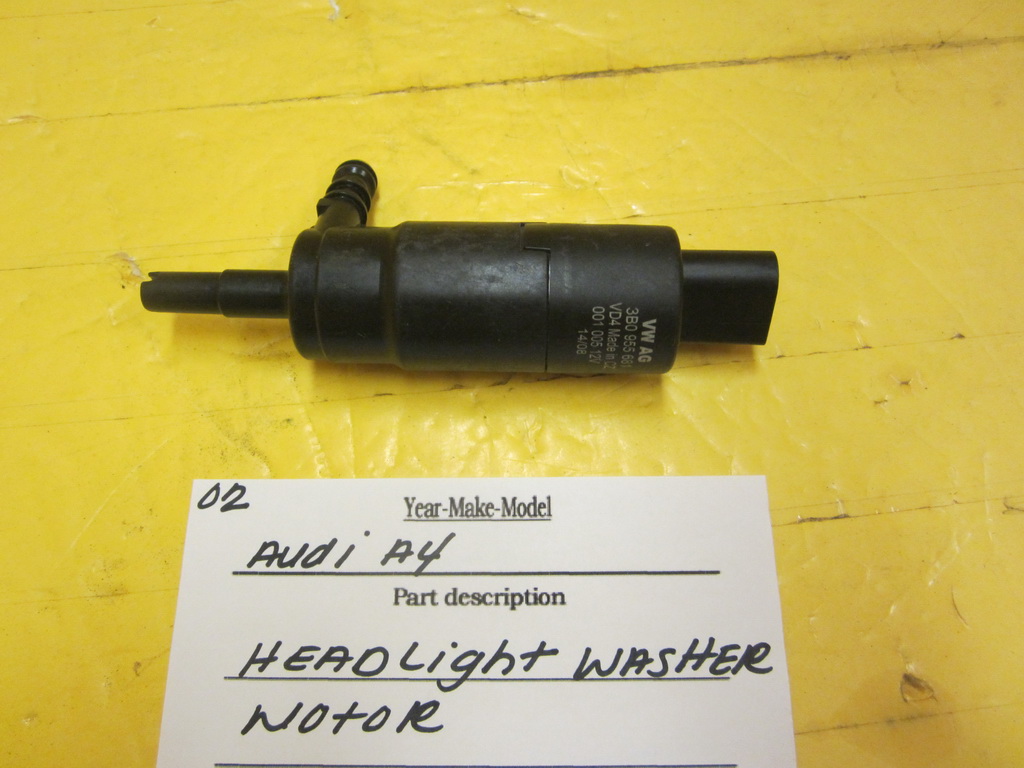 VW AG
3B0 955 681
VD4 Made in CZ
001 005 12V
14/08
02
Year-Make-Model
Audi A4
Part description
HEADLight WASHER
MOTOR